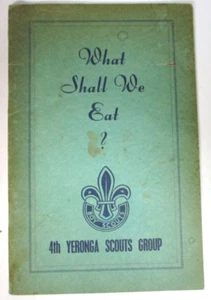 What
Shall We
Eat
?
BOY SCOUTS
4th YERONGA SCOUTS GROUP